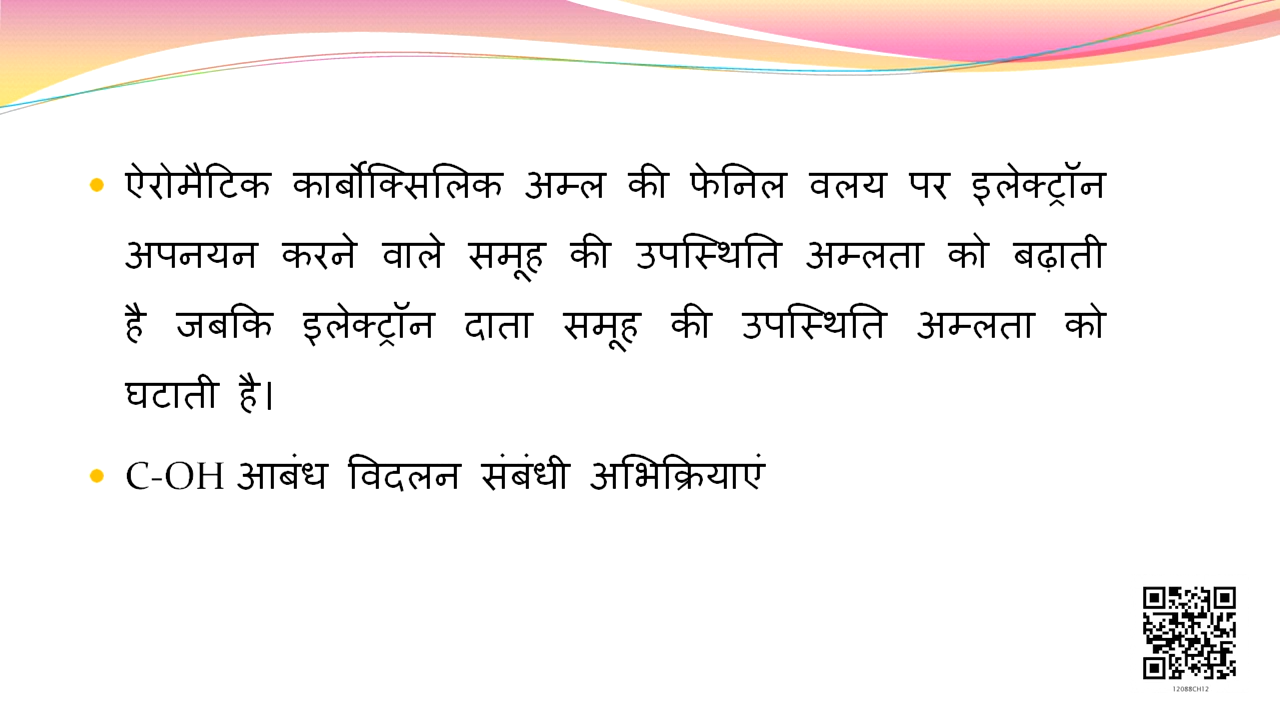 • ऐरोमैटिक कार्बोक्सिलिक अम्ल की फेनिल वलय पर इलेक्ट्रॉन
अपनयन करने वाले समूह की उपस्थिति अम्लता को बढ़ाती
है जबकि इलेक्ट्रॉन दाता समूह की उपस्थिति अम्लता को
घटाती है।
• C-OH आबंध विदलन संबंधी अभिक्रियाएं
12088CH12